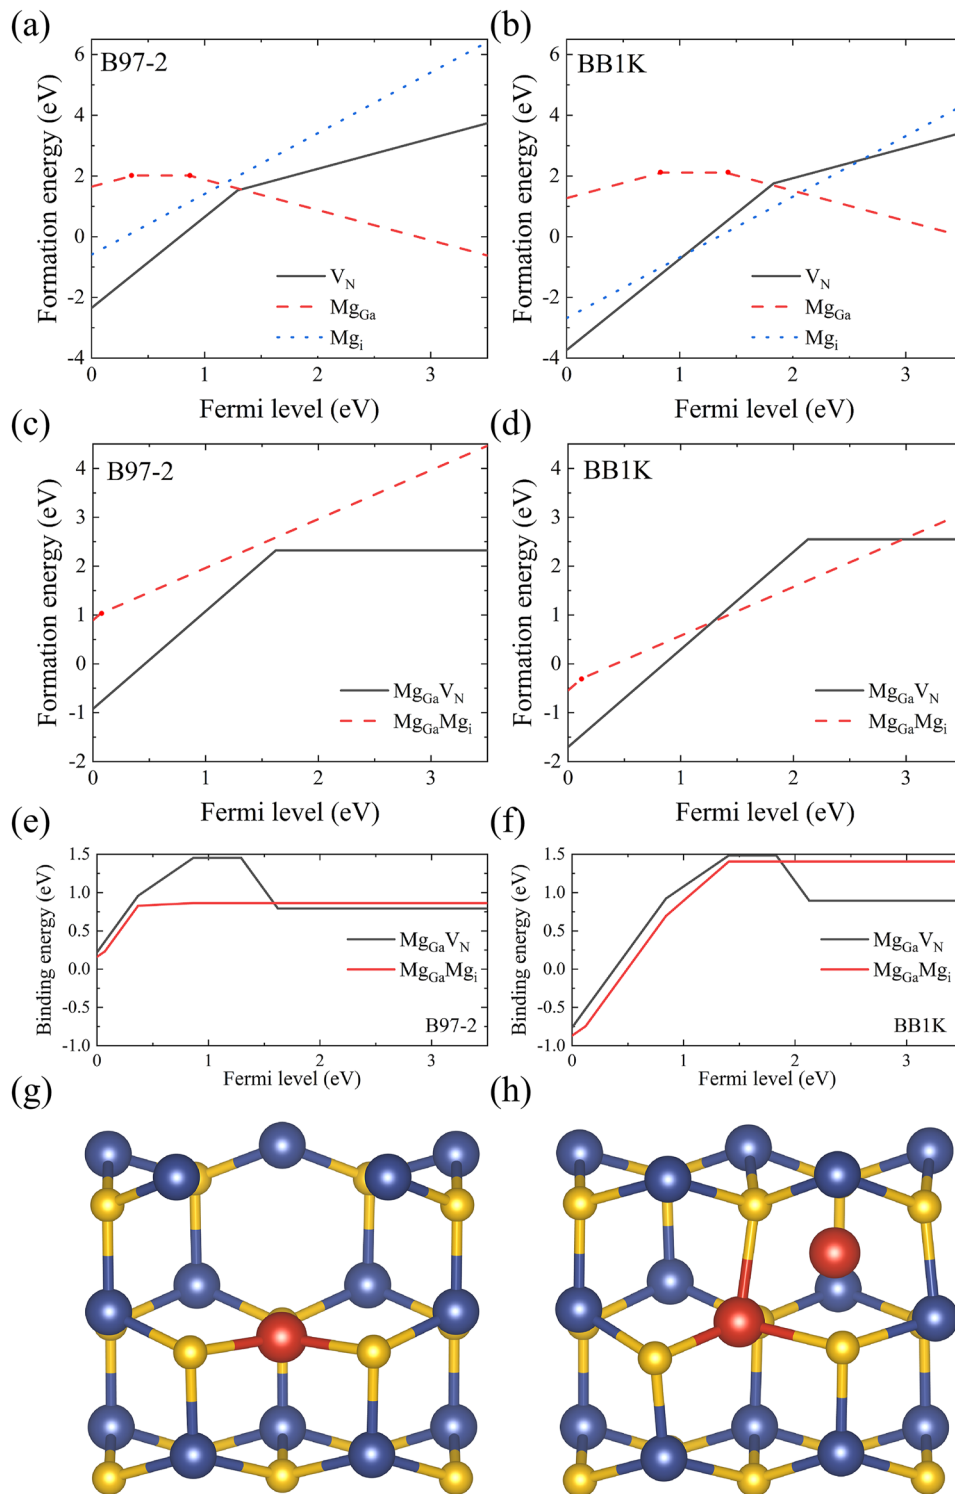 (a)
B97-2
Formation energy (eV)
6
4
2
0
-2
-4
0
1
2
3
V_N
Mg_Ga
Mg_i
Fermi level (eV)
(b)
BB1K
Formation energy (eV)
6
4
2
0
-2
-4
0
1
2
3
V_N
Mg_Ga
Mg_i
Fermi level (eV)
(c)
B97-2
Formation energy (eV)
4
3
2
1
0
-1
-2
0
1
2
3
Mg_GaV_N
Mg_GaMg_i
Fermi level (eV)
(d)
BB1K
Formation energy (eV)
4
3
2
1
0
-1
-2
0
1
2
3
Mg_GaV_N
Mg_GaMg_i
Fermi level (eV)
(e)
Binding energy (eV)
1.5
1.0
0.5
0.0
-0.5
-1.0
0
1
2
3
Mg_GaV_N
Mg_GaMg_i
B97-2
Fermi level (eV)
(f)
Binding energy (eV)
1.5
1.0
0.5
0.0
-0.5
-1.0
0
1
2
3
Mg_GaV_N
Mg_GaMg_i
BB1K
Fermi level (eV)
(g)
(h)